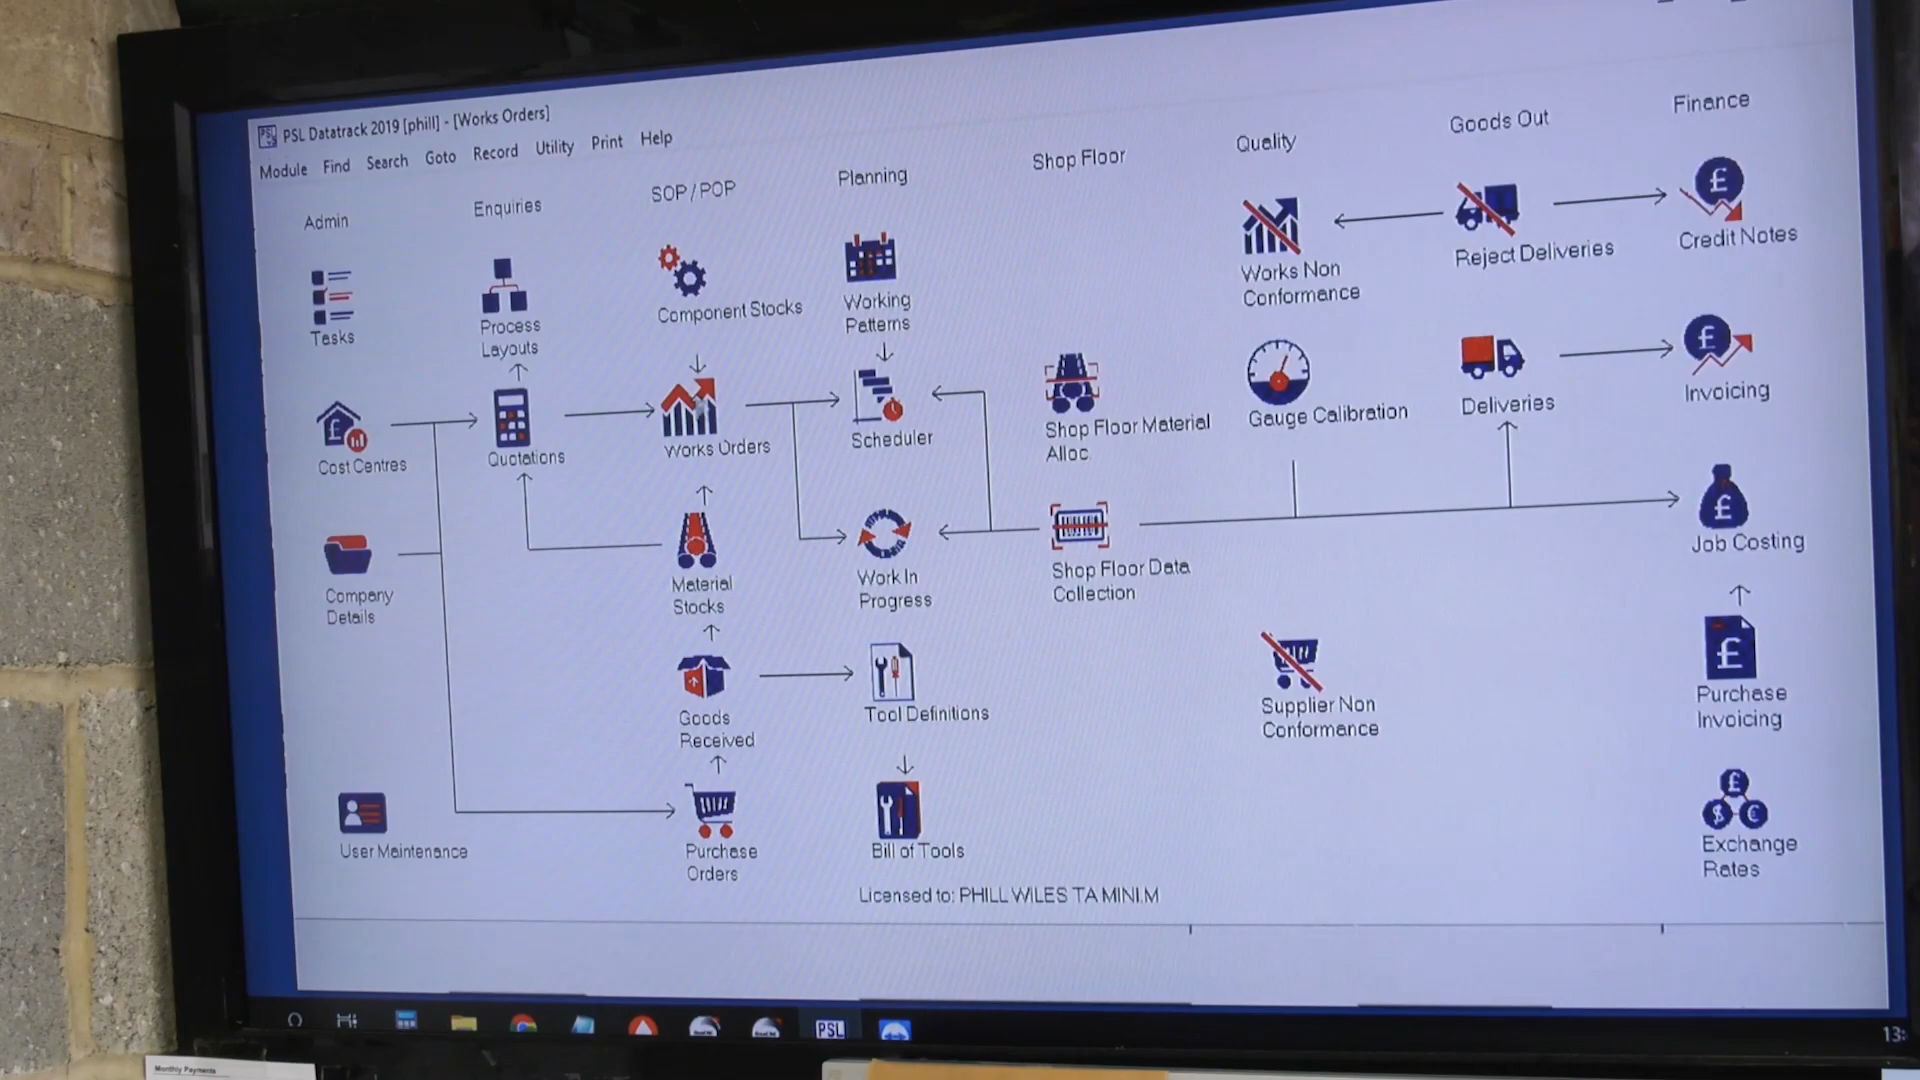 PSL Datatrack 2019 [phill] - [Works Orders]
Module Find Search Goto Record Utility Print Help
Admin
Enquiries
SOP / POP
Planning
Shop Floor
Quality
Goods Out
Finance
Tasks
Process
Layouts
Component Stocks
Working
Patterns
Works Non
Conformance
Reject Deliveries
£
Credit Notes
£
Cost Centres
Quotations
Works Orders
Scheduler
Shop Floor Material
Alloc
Gauge Calibration
Deliveries
£
Invoicing
Company
Details
Material
Stocks
Work In
Progress
Shop Floor Data
Collection
£
Job Costing
Goods
Received
Tool Definitions
Supplier Non
Conformance
£
Purchase
Invoicing
User Maintenance
Purchase
Orders
Bill of Tools
£
$ €
Exchange
Rates
Licensed to: PHILL WILES TA MINI.M
PSL
13:
Monthly Payments